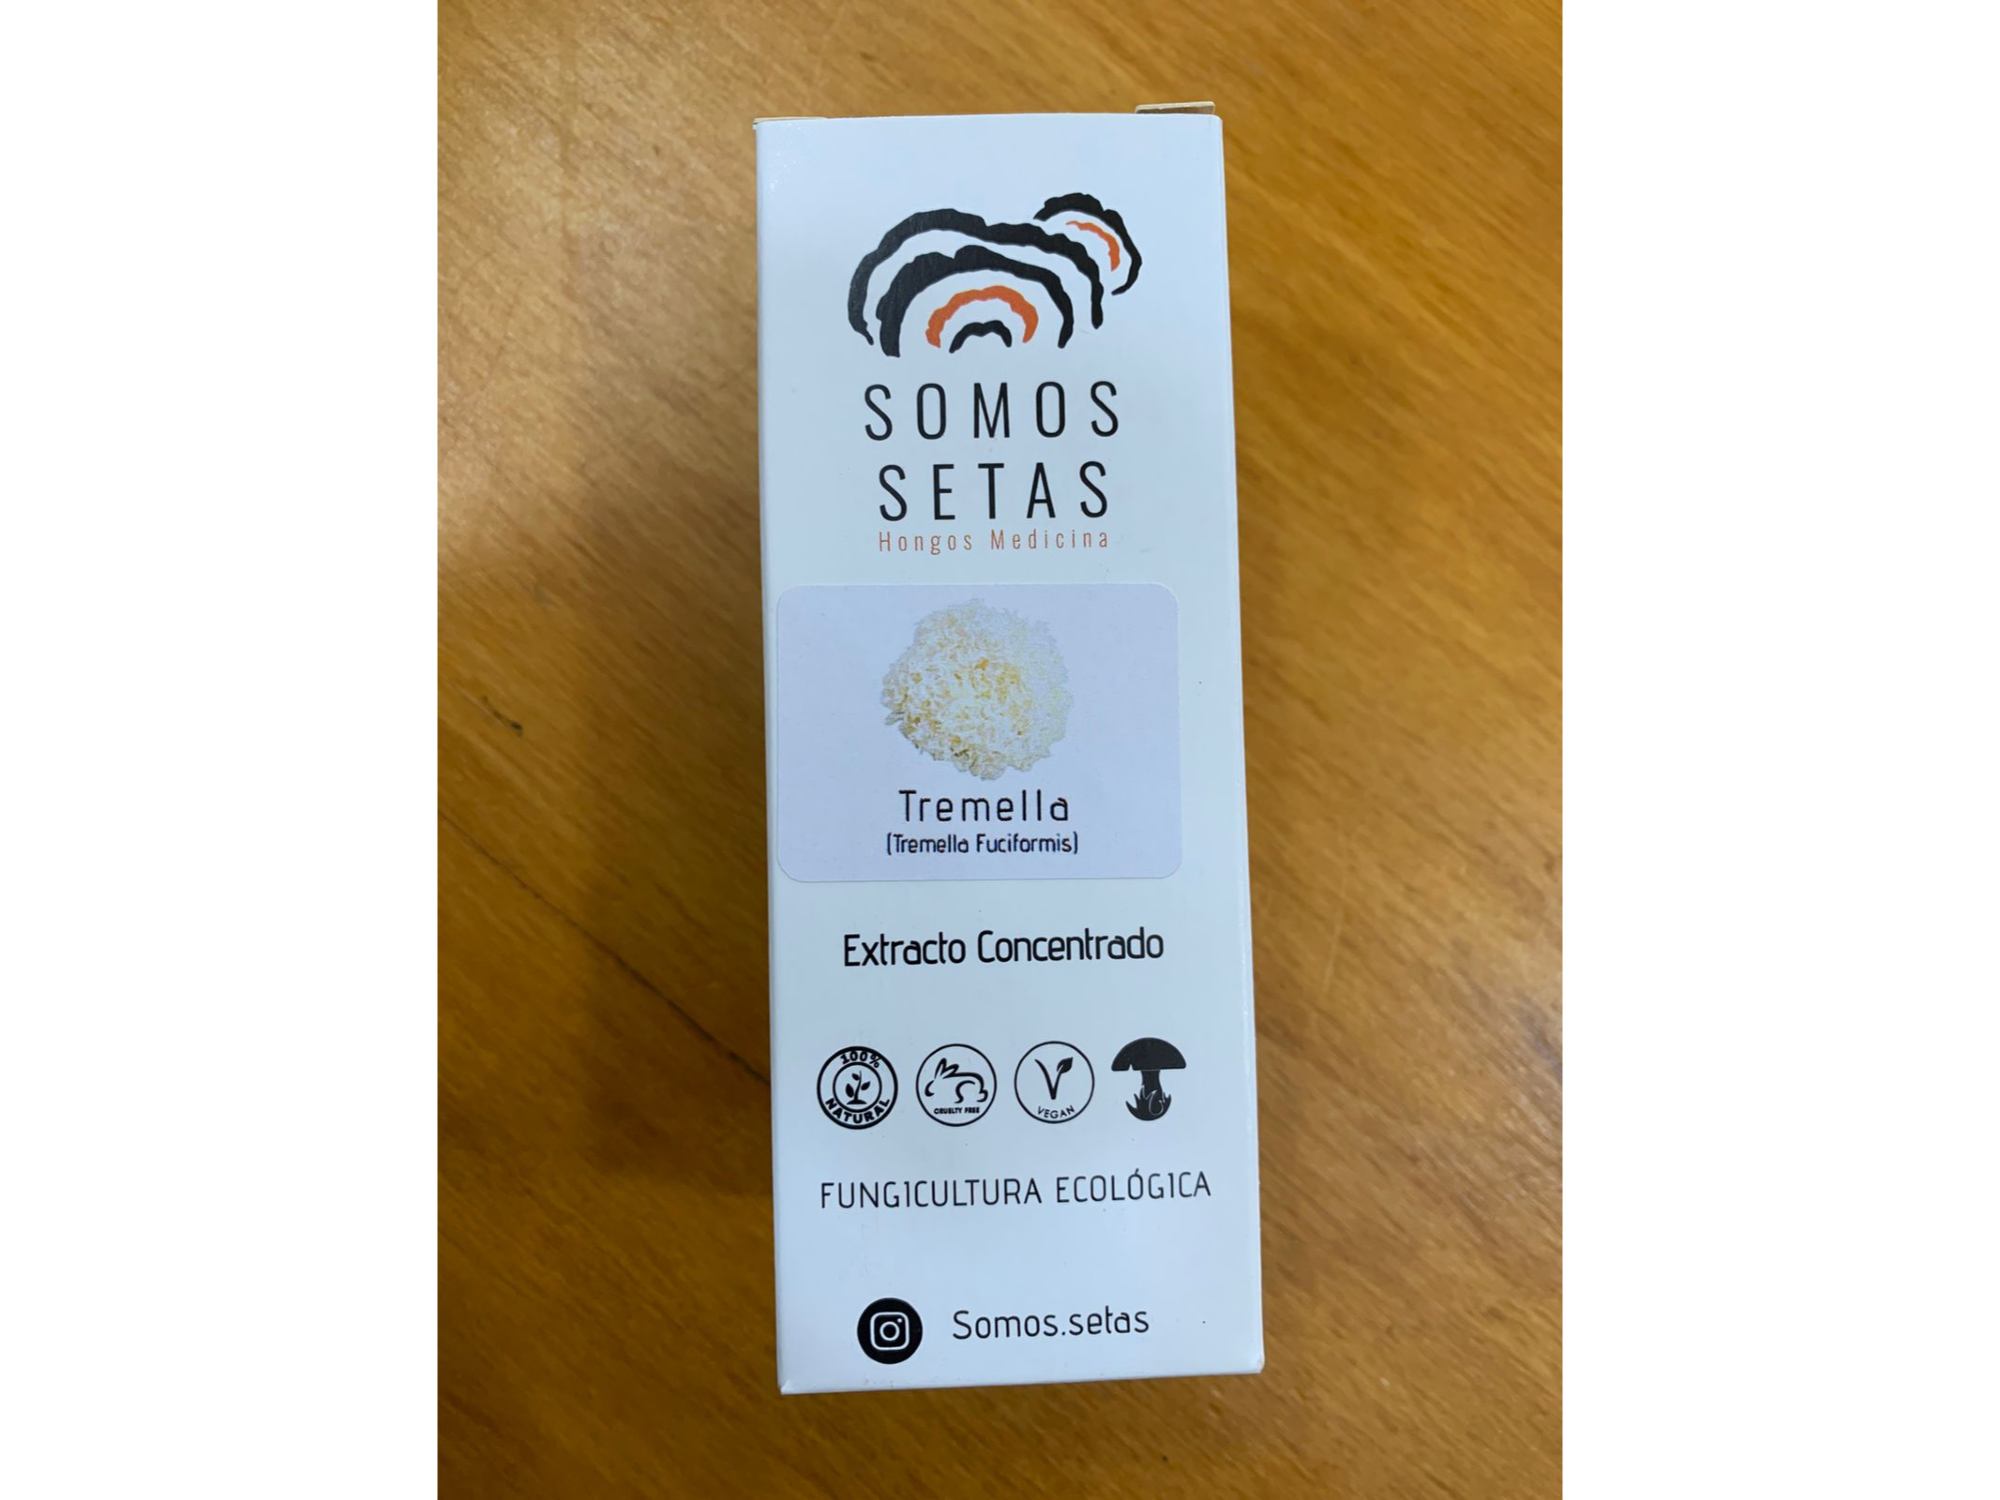 SOMOS
SETAS
Hongos Medicina
Tremella
(Tremella Fuciformis)
Extracto Concentrado
100%
NATURAL
CRUELTY FREE
VEGAN
FUNGICULTURA ECOLÓGICA
Somos.setas